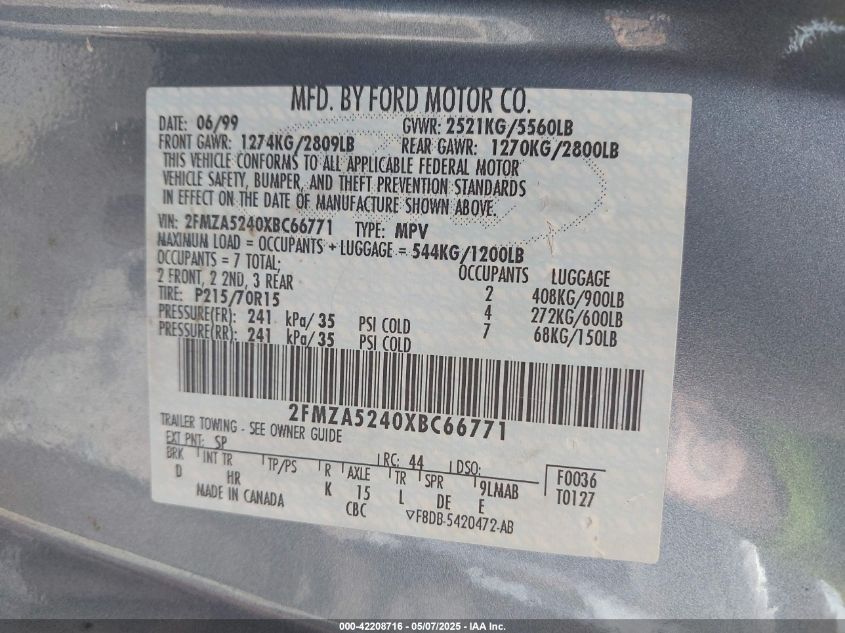 MFD. BY FORD MOTOR CO.
DATE: 06/99 GVWR: 2521KG/5560LB
FRONT GAWR: 1274KG/2809LB REAR GAWR: 1270KG/2800LB
THIS VEHICLE CONFORMS TO ALL APPLICABLE FEDERAL MOTOR
VEHICLE SAFETY, BUMPER, AND THEFT PREVENTION STANDARDS
IN EFFECT ON THE DATE OF MANUFACTURE SHOWN ABOVE.
VIN: 2FMZA5240XBC66771 TYPE: MPV
MAXIMUM LOAD = OCCUPANTS + LUGGAGE = 544KG/1200LB
OCCUPANTS = 7 TOTAL; OCCUPANTS LUGGAGE
2 FRONT, 2 2ND, 3 REAR 2 408KG/900LB
TIRE: P215/70R15 4 272KG/600LB
PRESSURE(FR): 241 kPa/35 PSI COLD 7 68KG/150LB
PRESSURE(RR): 241 kPa/35 PSI COLD
2FMZA5240XBC66771
TRAILER TOWING - SEE OWNER GUIDE
EXT PNT: SP RC: 44 DSO: F0036
BRK INT TR TP/PS R AXLE TR SPR 9LMAB T0127
D HR K 15 L DE E
MADE IN CANADA CBC ▽F8DB-5420472-AB
000-42208716 - 05/07/2025 - IAA Inc.